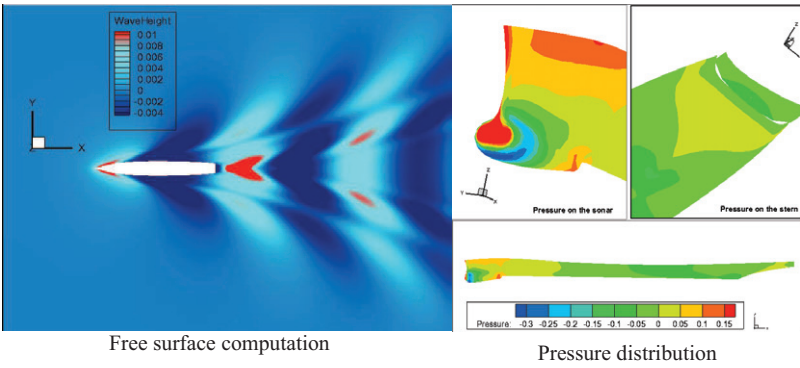 WaveHeight
0.01
0.008
0.006
0.004
0.002
0
-0.002
-0.004
Y
X
Z
Y
X
Pressure on the sonar
Z
Pressure on the stern
Pressure:
-0.3 -0.25 -0.2 -0.15 -0.1 -0.05 0 0.05 0.1 0.15
Free surface computation
Pressure distribution